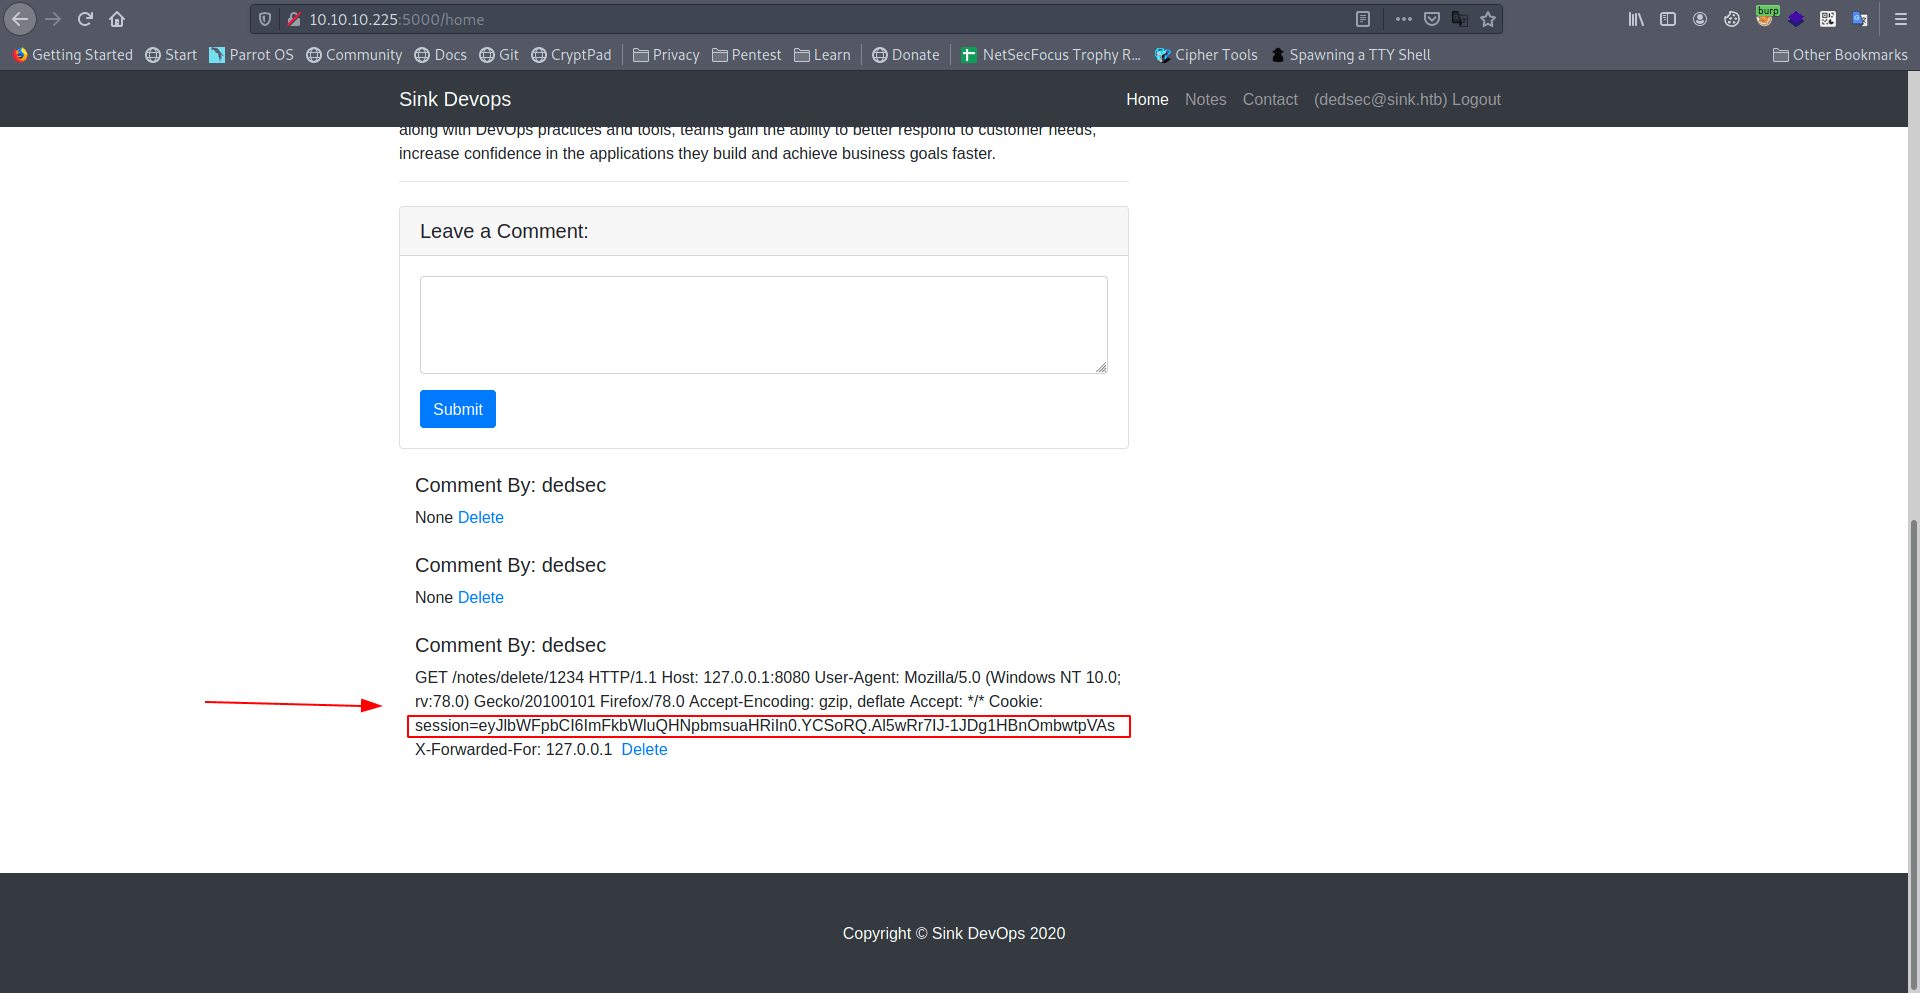 10.10.10.225:5000/home
burp
Getting Started Start Parrot OS Community Docs Git CryptPad Privacy Pentest Learn Donate NetSecFocus Trophy R... Cipher Tools Spawning a TTY Shell Other Bookmarks
Sink Devops Home Notes Contact (dedsec@sink.htb) Logout
along with DevOps practices and tools, teams gain the ability to better respond to customer needs,
increase confidence in the applications they build and achieve business goals faster.
Leave a Comment:
Submit
Comment By: dedsec
None Delete
Comment By: dedsec
None Delete
Comment By: dedsec
GET /notes/delete/1234 HTTP/1.1 Host: 127.0.0.1:8080 User-Agent: Mozilla/5.0 (Windows NT 10.0;
rv:78.0) Gecko/20100101 Firefox/78.0 Accept-Encoding: gzip, deflate Accept: */* Cookie:
session=eyJlbWFpbCI6ImFkbWluQHNpbmsuaHRiIn0.YCSoRQ.Al5wRr7IJ-1JDg1HBnOmbwtpVAs
X-Forwarded-For: 127.0.0.1 Delete
Copyright © Sink DevOps 2020